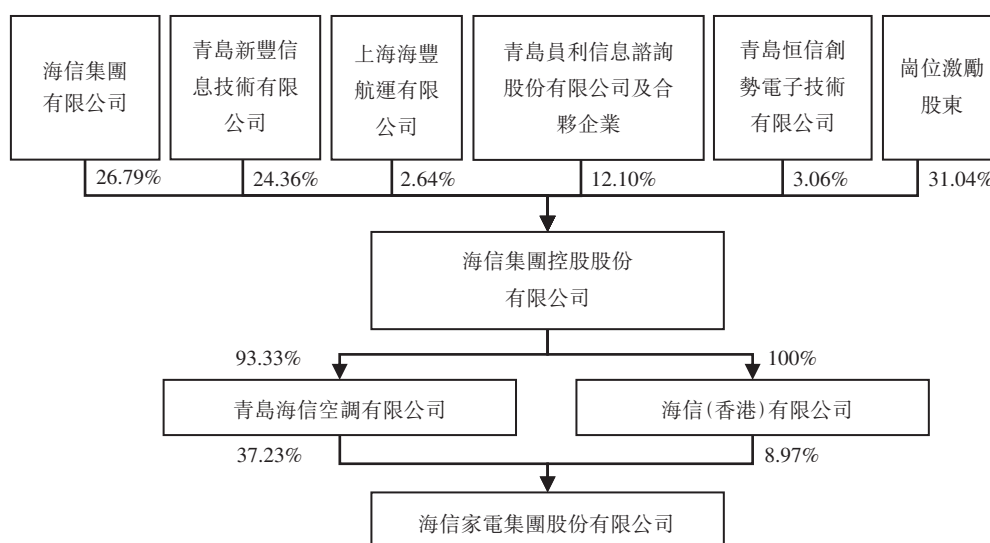 海信集團
有限公司
青島新豐信
息技術有限
公司
上海海豐
航運有限
公司
青島員利信息諮詢
股份有限公司及合
夥企業
青島恒信創
勢電子技術
有限公司
崗位激勵
股東
26.79%
24.36%
2.64%
12.10%
3.06%
31.04%
海信集團控股股份
有限公司
93.33%
100%
青島海信空調有限公司
海信(香港)有限公司
37.23%
8.97%
海信家電集團股份有限公司